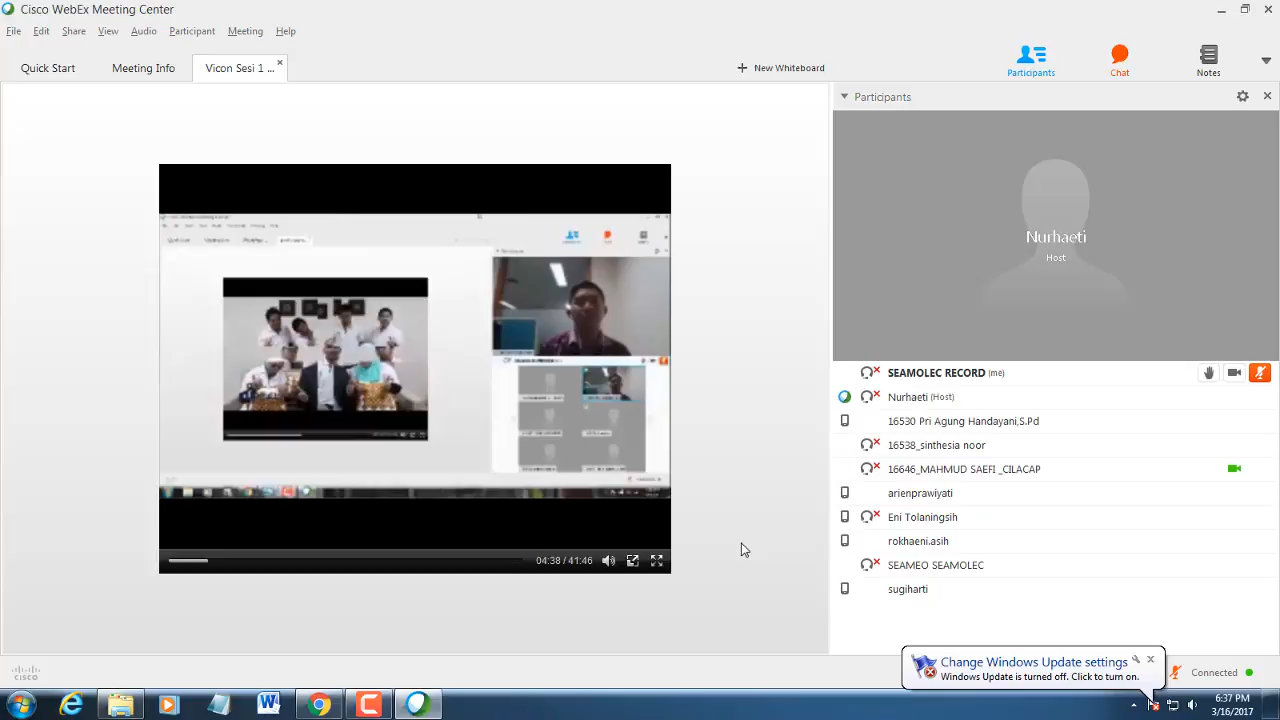 Cisco WebEx Meeting Center
File Edit Share View Audio Participant Meeting Help
Quick Start Meeting Info Vicon Sesi 1 ... New Whiteboard
Participants Chat Notes
Participants
Nurhaeti
Host
SEAMOLEC RECORD (me)
Nurhaeti (Host)
16530 Pri Agung Handayani,S.Pd
16538_sinthesia noor
16646_MAHMUD SAEFI _CILACAP
arienprawiyati
Eni Tolaningsih
rokhaeni.asih
SEAMEO SEAMOLEC
sugiharti
04:38 / 41:46
Change Windows Update settings
Windows Update is turned off. Click to turn on.
cisco
Connected
6:37 PM
3/16/2017